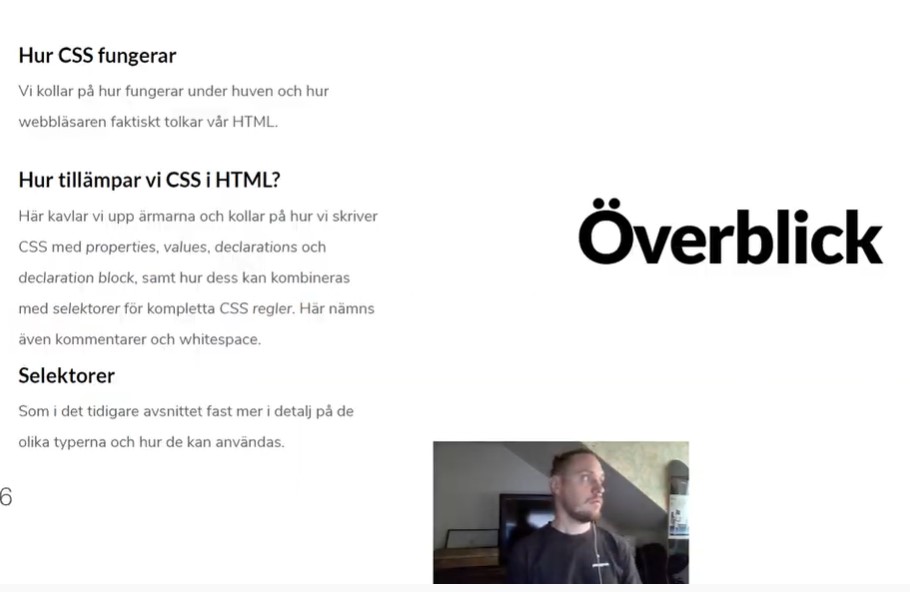 Hur CSS fungerar
Vi kollar på hur fungerar under huven och hur
webbläsaren faktiskt tolkar vår HTML.
Hur tillämpar vi CSS i HTML?
Här kavlar vi upp ärmarna och kollar på hur vi skriver
CSS med properties, values, declarations och
declaration block, samt hur dess kan kombineras
med selektorer för kompletta CSS regler. Här nämns
även kommentarer och whitespace.
Selektorer
Som i det tidigare avsnittet fast mer i detalj på de
olika typerna och hur de kan användas.
6
Överblick